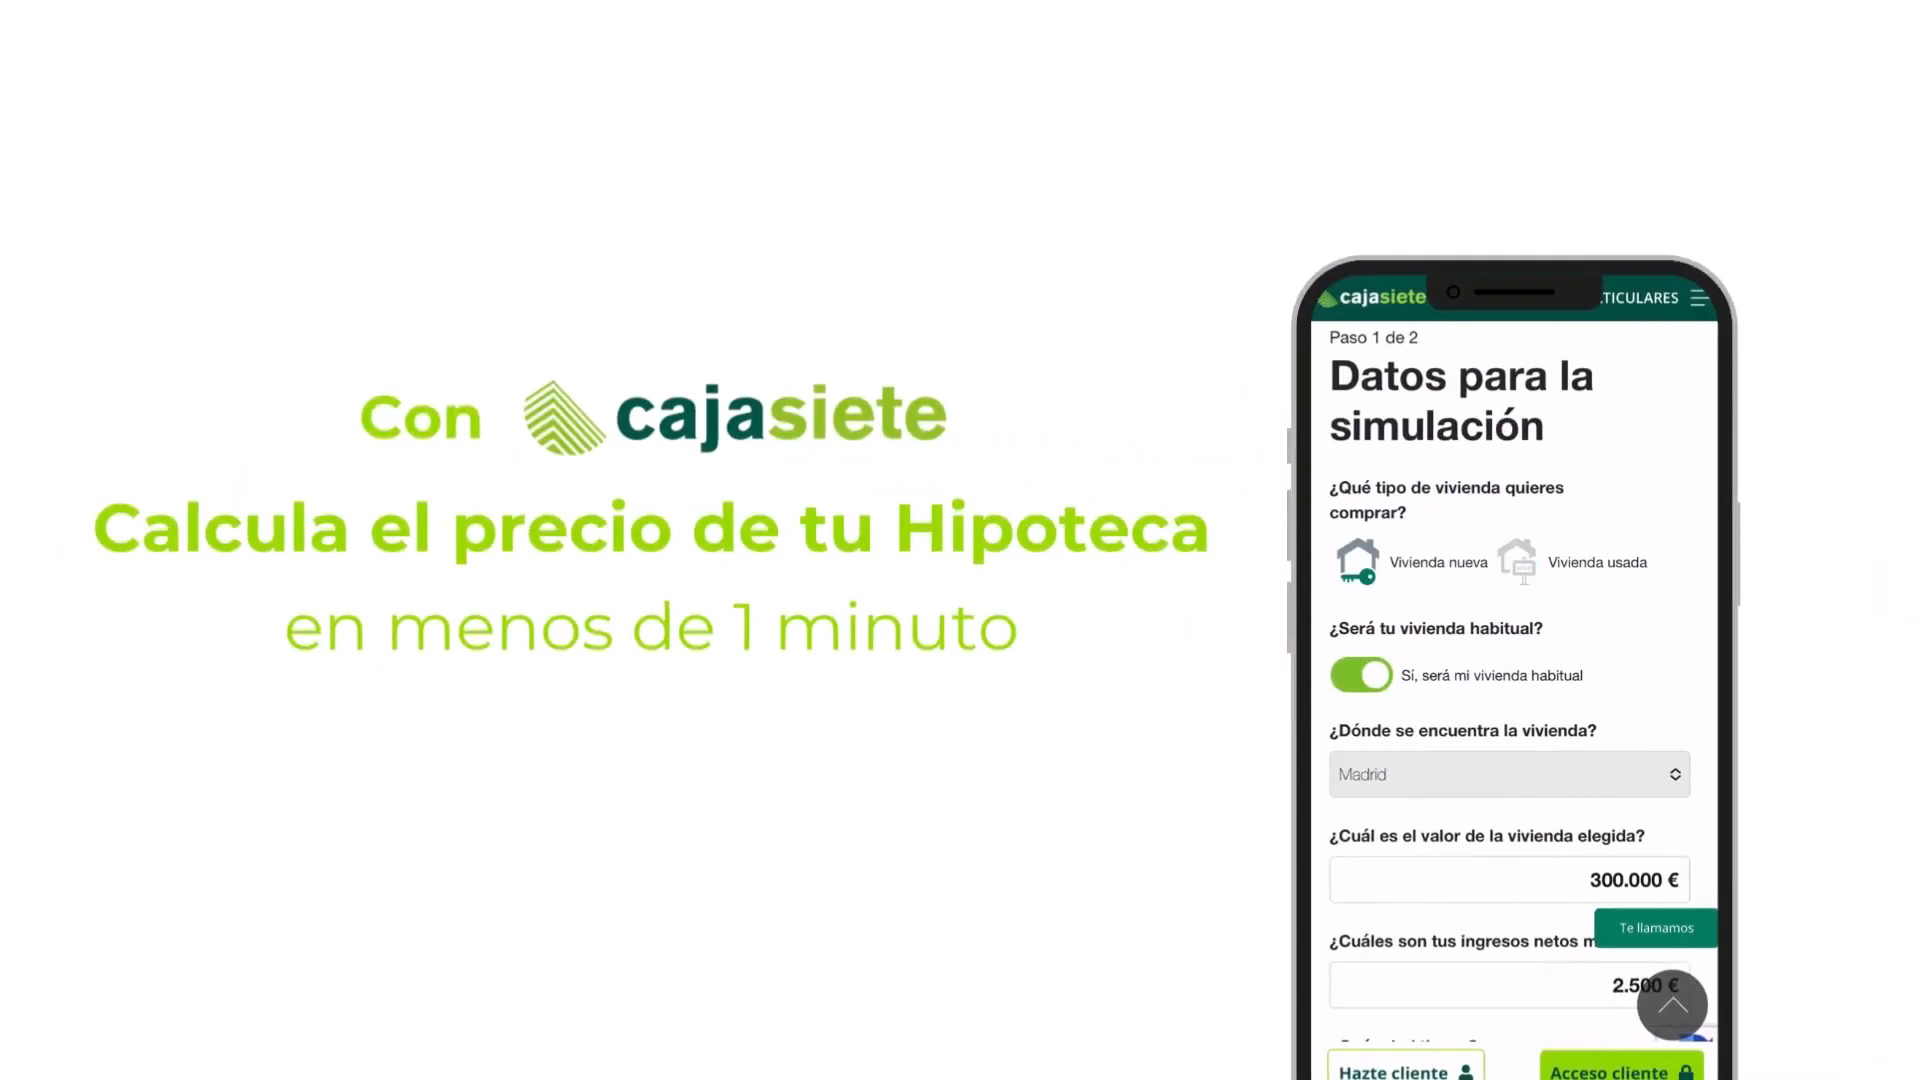 Con cajasiete
Calcula el precio de tu Hipoteca
en menos de 1 minuto
cajasiete
TICULARES
Paso 1 de 2
Datos para la
simulación
¿Qué tipo de vivienda quieres
comprar?
Vivienda nueva
Vivienda usada
¿Será tu vivienda habitual?
Sí, será mi vivienda habitual
¿Dónde se encuentra la vivienda?
Madrid
¿Cuál es el valor de la vivienda elegida?
300.000 €
Te llamamos
¿Cuáles son tus ingresos netos m
2.500 €
Hazte cliente
Acceso cliente